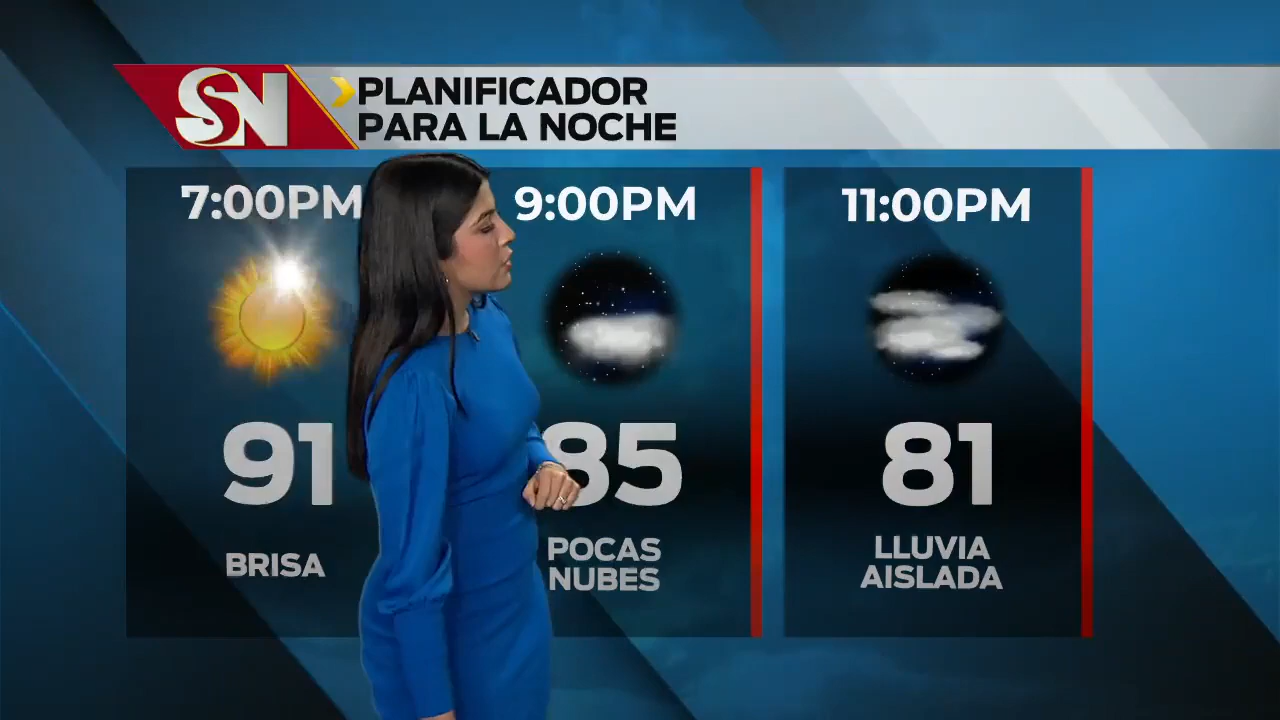 SN
PLANIFICADOR
PARA LA NOCHE
7:00PM
9:00PM
11:00PM
91
85
81
BRISA
POCAS
NUBES
LLUVIA
AISLADA